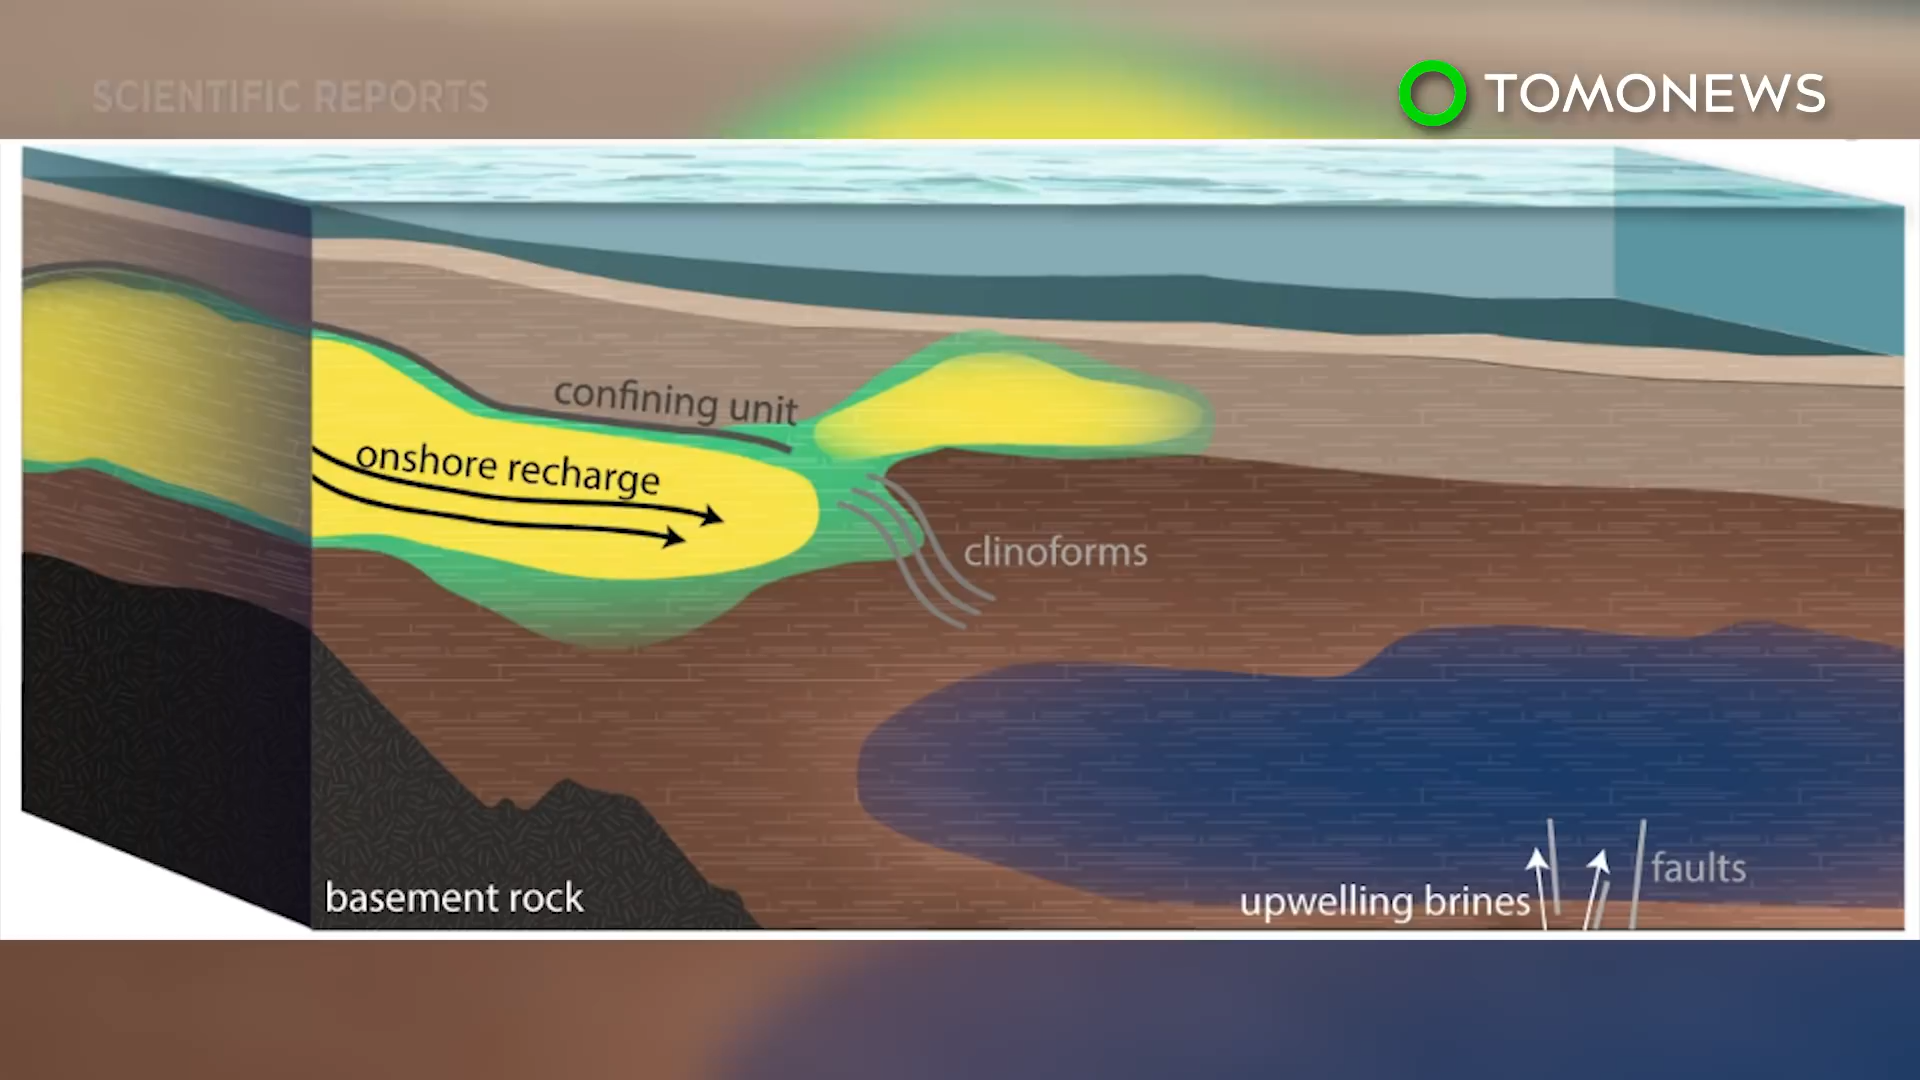 SCIENTIFIC REPORTS
TOMONEWS
confining unit
onshore recharge
clinoforms
basement rock
upwelling brines
faults